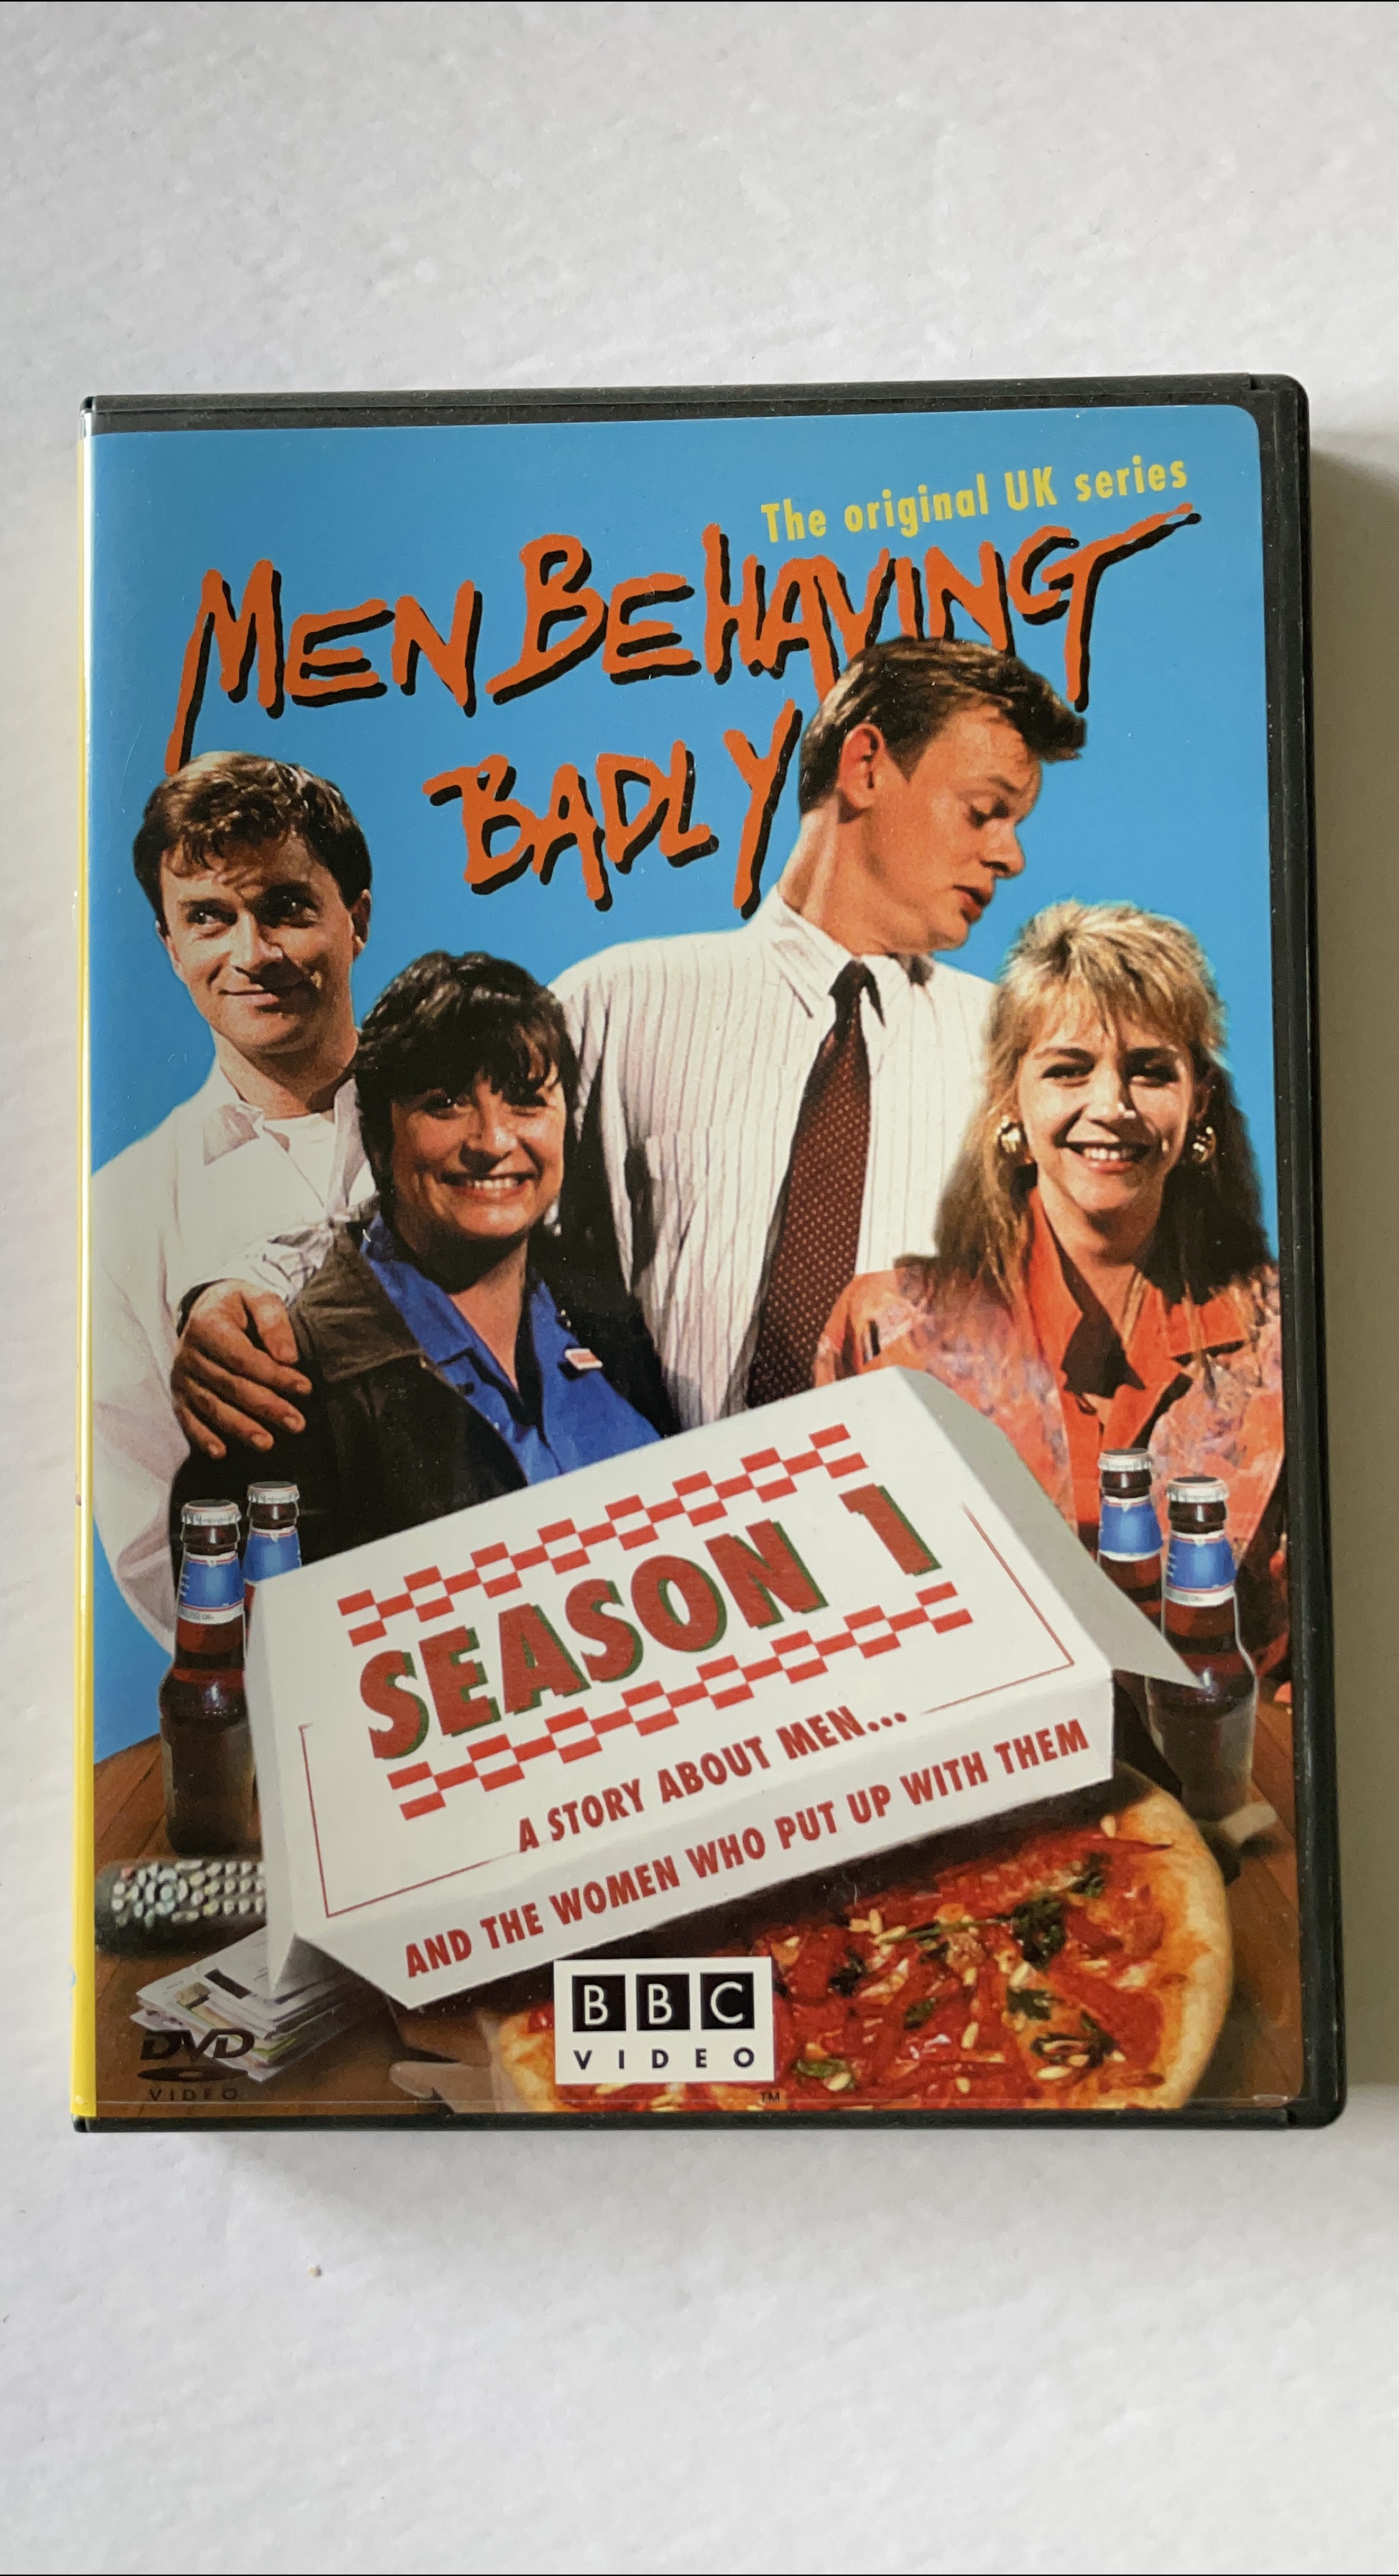 The original UK series
MEN BEHAVING
BADLY
SEASON 1
A STORY ABOUT MEN...
AND THE WOMEN WHO PUT UP WITH THEM
BBC
VIDEO
DVD
VIDEO
TM